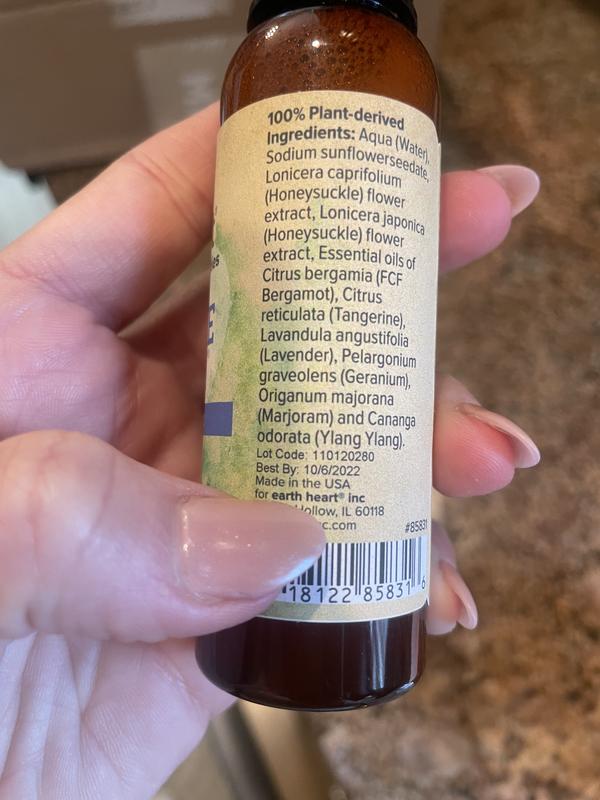 100% Plant-derived
Ingredients: Aqua (Water),
Sodium sunflowerseedate,
Lonicera caprifolium
(Honeysuckle) flower
extract, Lonicera japonica
(Honeysuckle) flower
extract, Essential oils of
Citrus bergamia (FCF
Bergamot), Citrus
reticulata (Tangerine),
Lavandula angustifolia
(Lavender), Pelargonium
graveolens (Geranium),
Origanum majorana
(Marjoram) and Cananga
odorata (Ylang Ylang).
Lot Code: 110120280
Best By: 10/6/2022
Made in the USA
for earth heart® inc
Hollow, IL 60118
c.com #85831
18122 85831 6